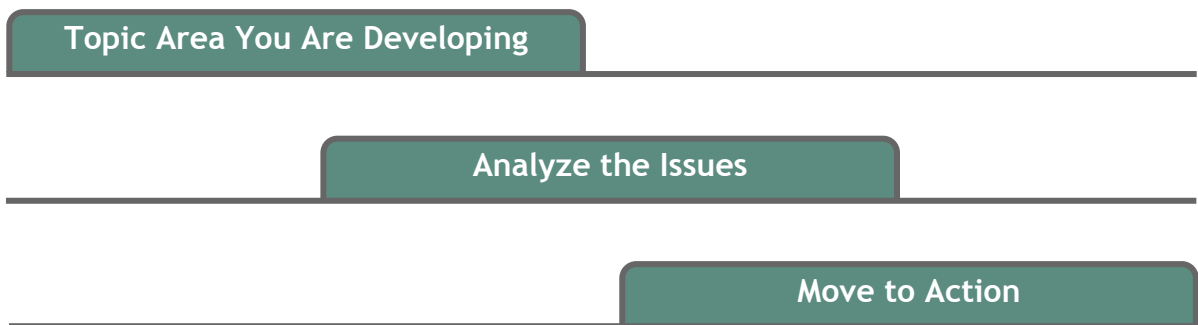 Topic Area You Are Developing
Analyze the Issues
Move to Action